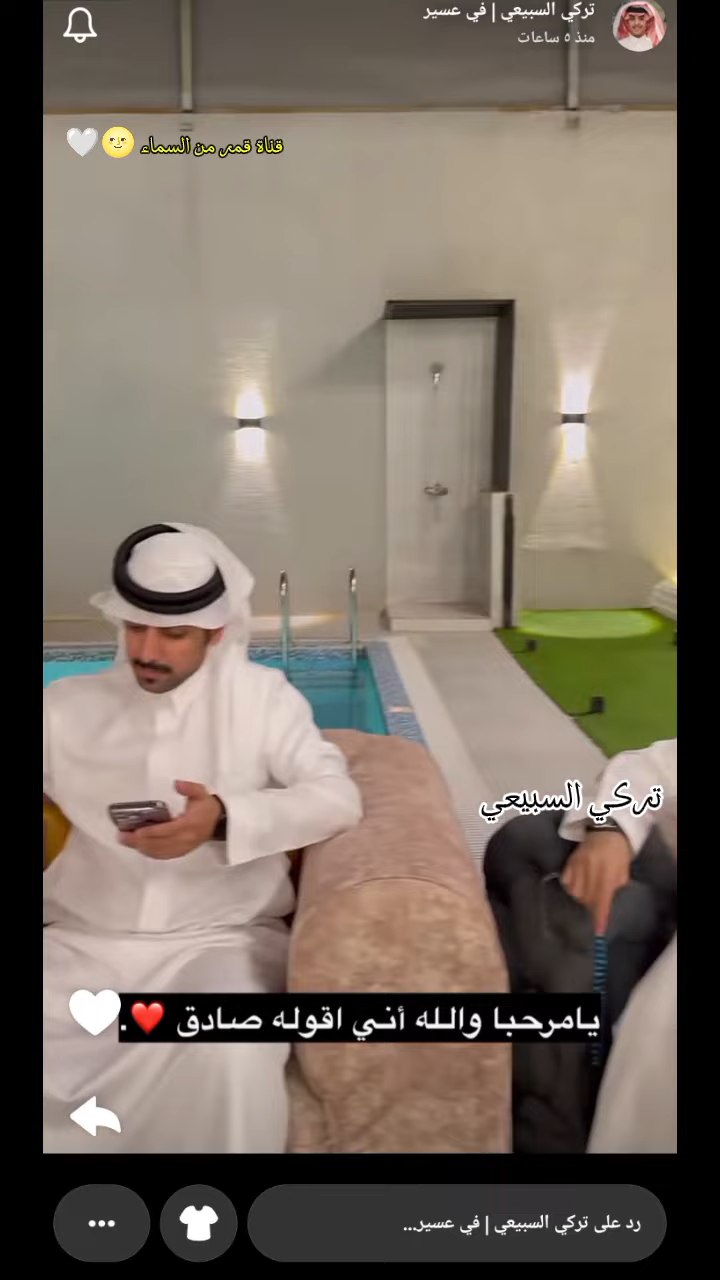 تركي السبيعي | في عسير
منذ ٥ ساعات
قناة قمر من السماء 🌝🤍
تركي السبيعي
يامرحبا والله أني اقوله صادق ❤️.
رد على تركي السبيعي | في عسير...